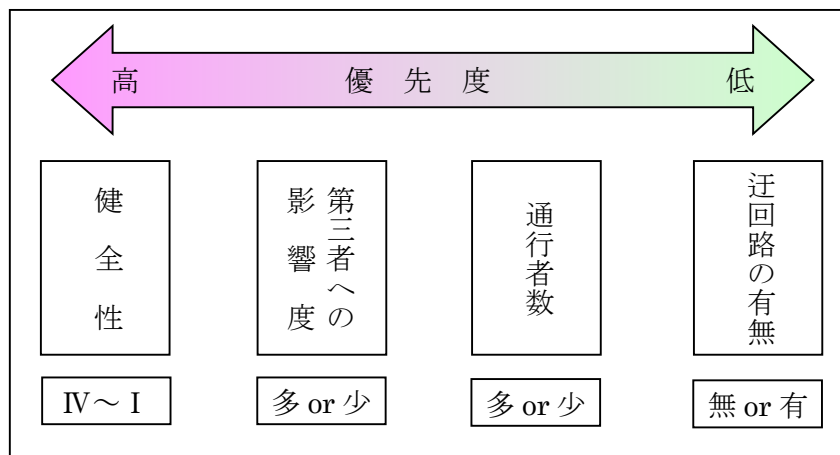 高 優先度 低
健全性
第三者への
影響度
通行者数
迂回路の有無
Ⅳ～Ⅰ
多 or 少
多 or 少
無 or 有